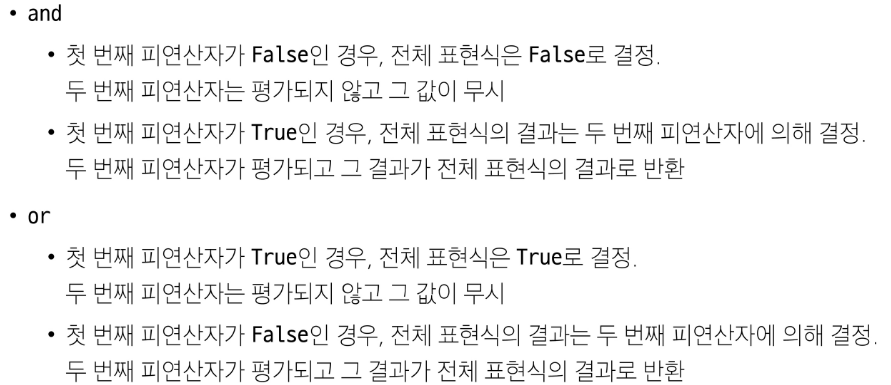 • and
• 첫 번째 피연산자가 False인 경우, 전체 표현식은 False로 결정.
두 번째 피연산자는 평가되지 않고 그 값이 무시
• 첫 번째 피연산자가 True인 경우, 전체 표현식의 결과는 두 번째 피연산자에 의해 결정.
두 번째 피연산자가 평가되고 그 결과가 전체 표현식의 결과로 반환
• or
• 첫 번째 피연산자가 True인 경우, 전체 표현식은 True로 결정.
두 번째 피연산자는 평가되지 않고 그 값이 무시
• 첫 번째 피연산자가 False인 경우, 전체 표현식의 결과는 두 번째 피연산자에 의해 결정.
두 번째 피연산자가 평가되고 그 결과가 전체 표현식의 결과로 반환